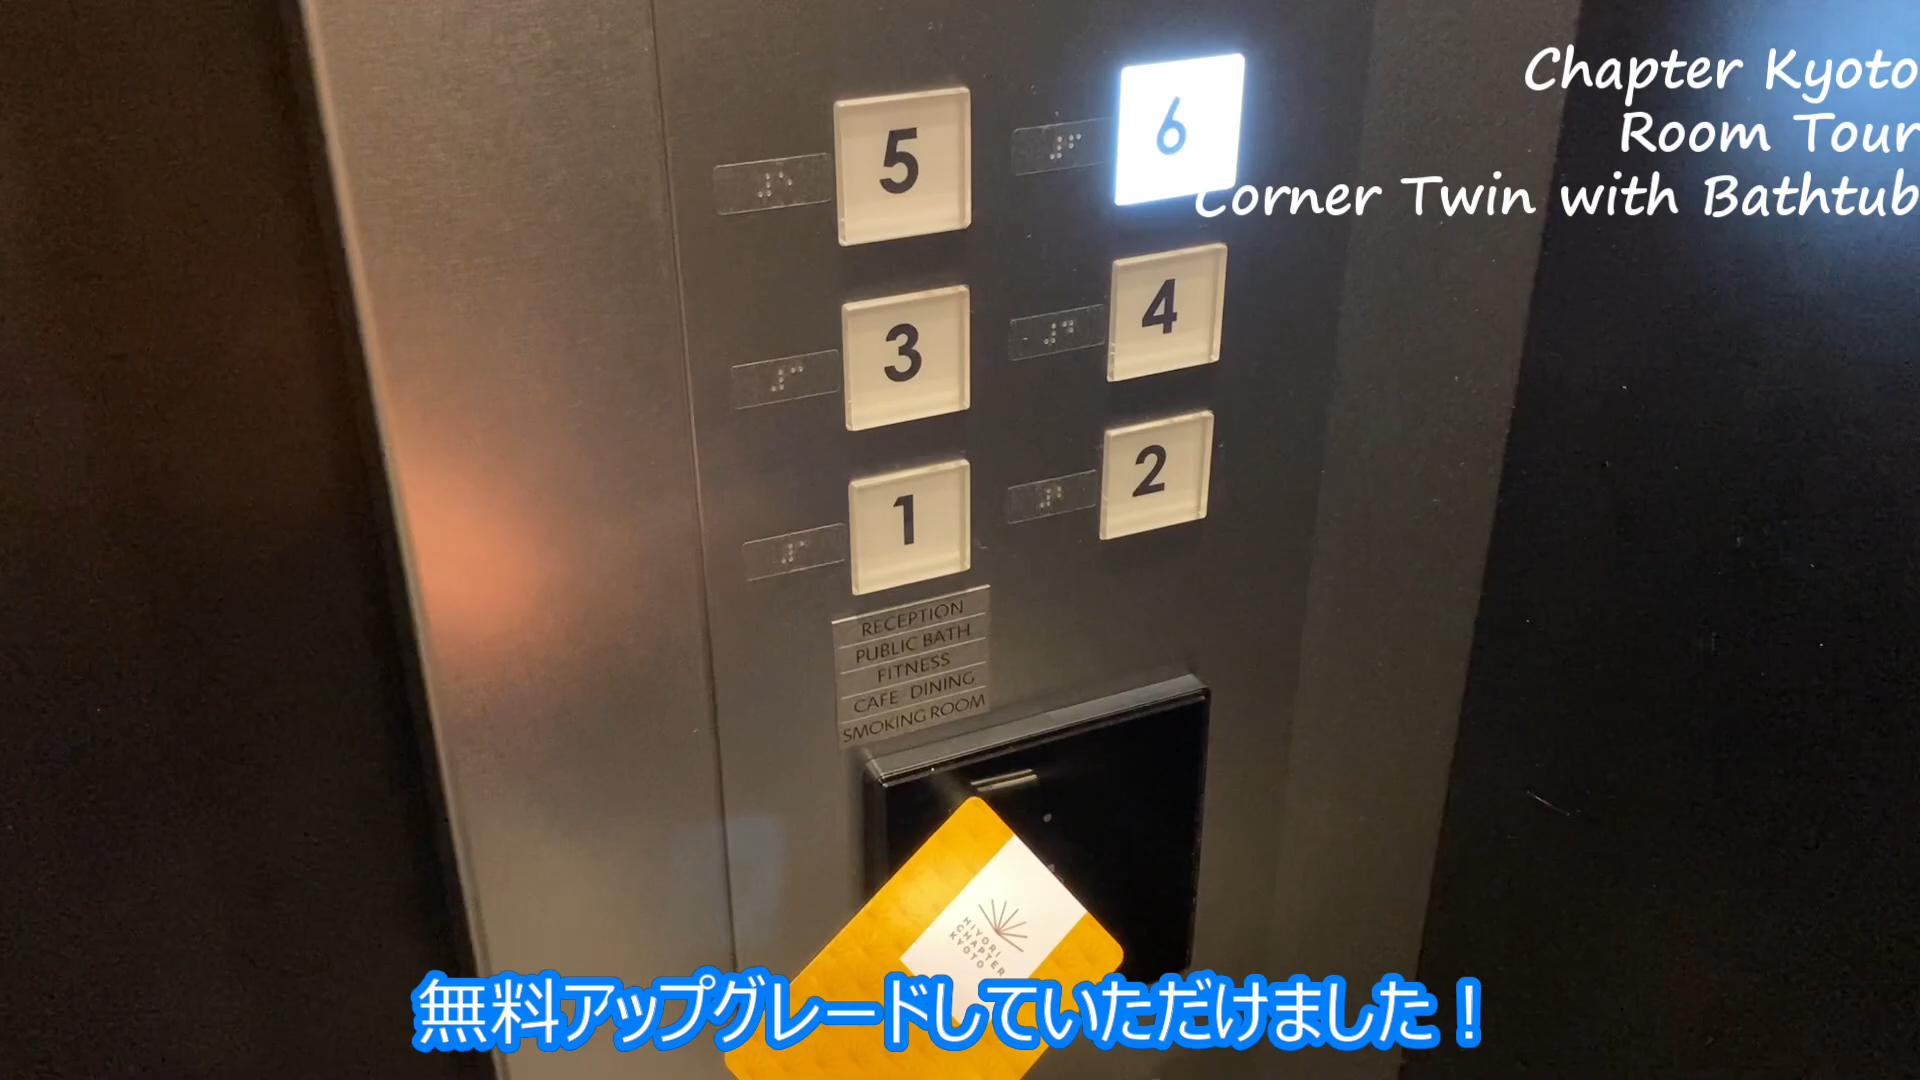 Chapter Kyoto
Room Tour
Corner Twin with Bathtub
5
6
3
4
1
2
RECEPTION
PUBLIC BATH
FITNESS
CAFE·DINING
SMOKING ROOM
HIYORI
CHAPTER
KYOTO
無料アップグレードしていただけました！